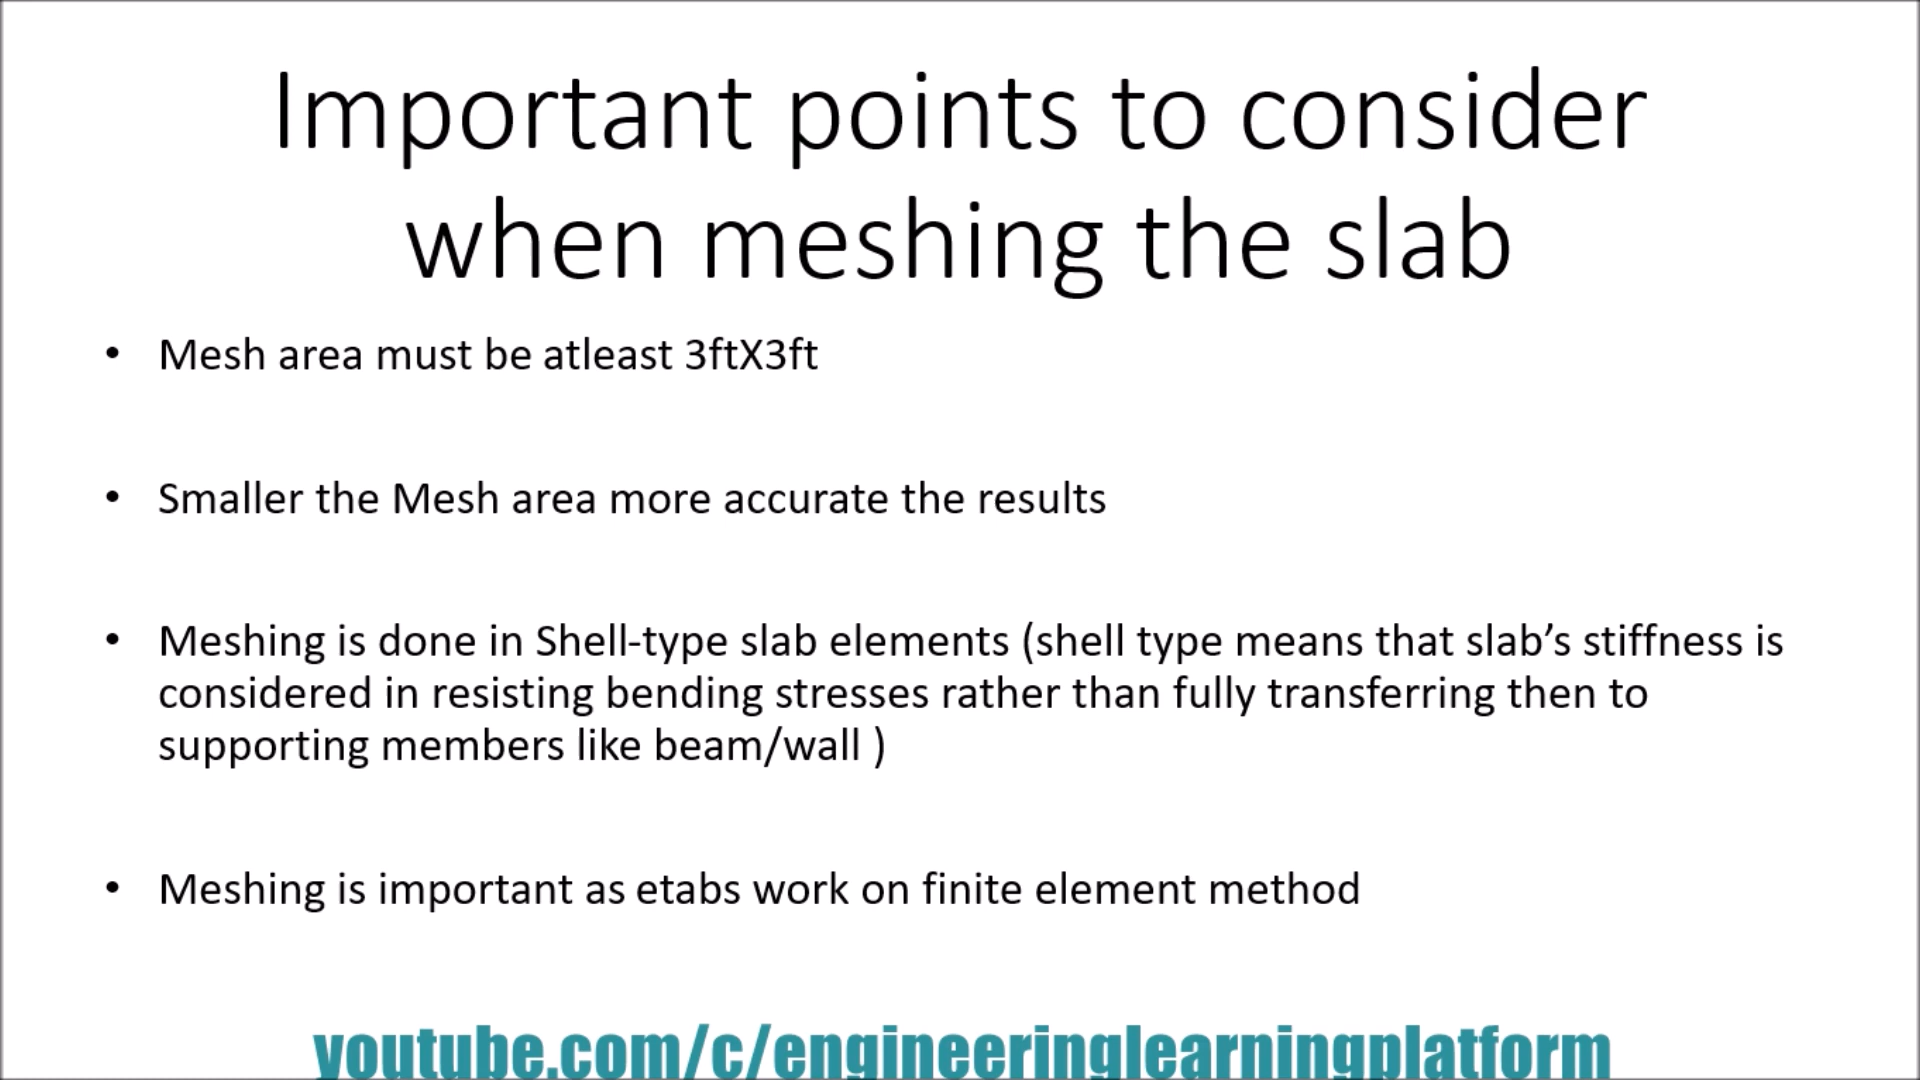 Important points to consider
when meshing the slab
• Mesh area must be atleast 3ftX3ft
• Smaller the Mesh area more accurate the results
• Meshing is done in Shell-type slab elements (shell type means that slab’s stiffness is
considered in resisting bending stresses rather than fully transferring then to
supporting members like beam/wall )
• Meshing is important as etabs work on finite element method
youtube.com/c/engineeringlearningplatform